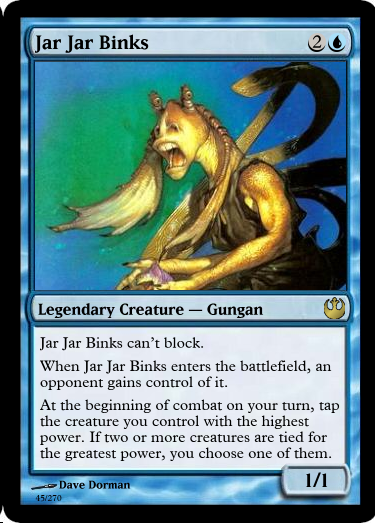 Jar Jar Binks 2
Legendary Creature — Gungan
Jar Jar Binks can't block.
When Jar Jar Binks enters the battlefield, an
opponent gains control of it.
At the beginning of combat on your turn, tap
the creature you control with the highest
power. If two or more creatures are tied for
the greatest power, you choose one of them.
1/1
Dave Dorman
45/270